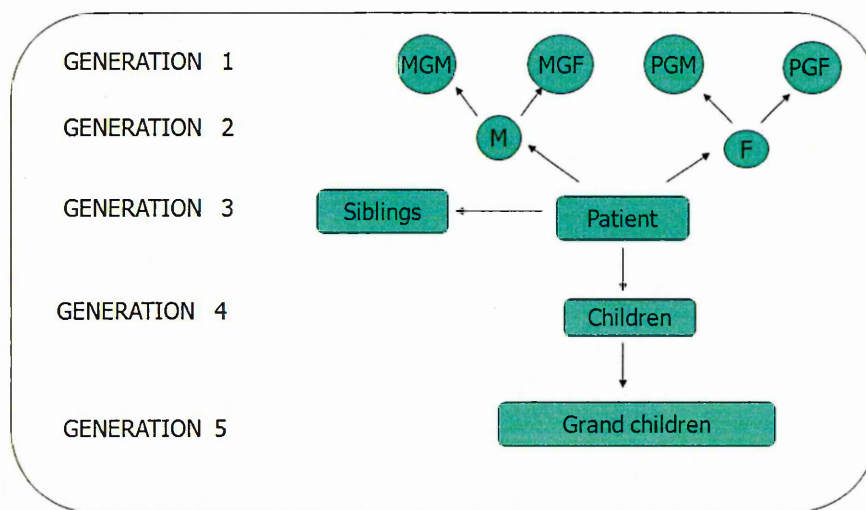 GENERATION 1
MGM MGF PGM PGF
GENERATION 2
M F
GENERATION 3
Siblings Patient
GENERATION 4
Children
GENERATION 5
Grand children